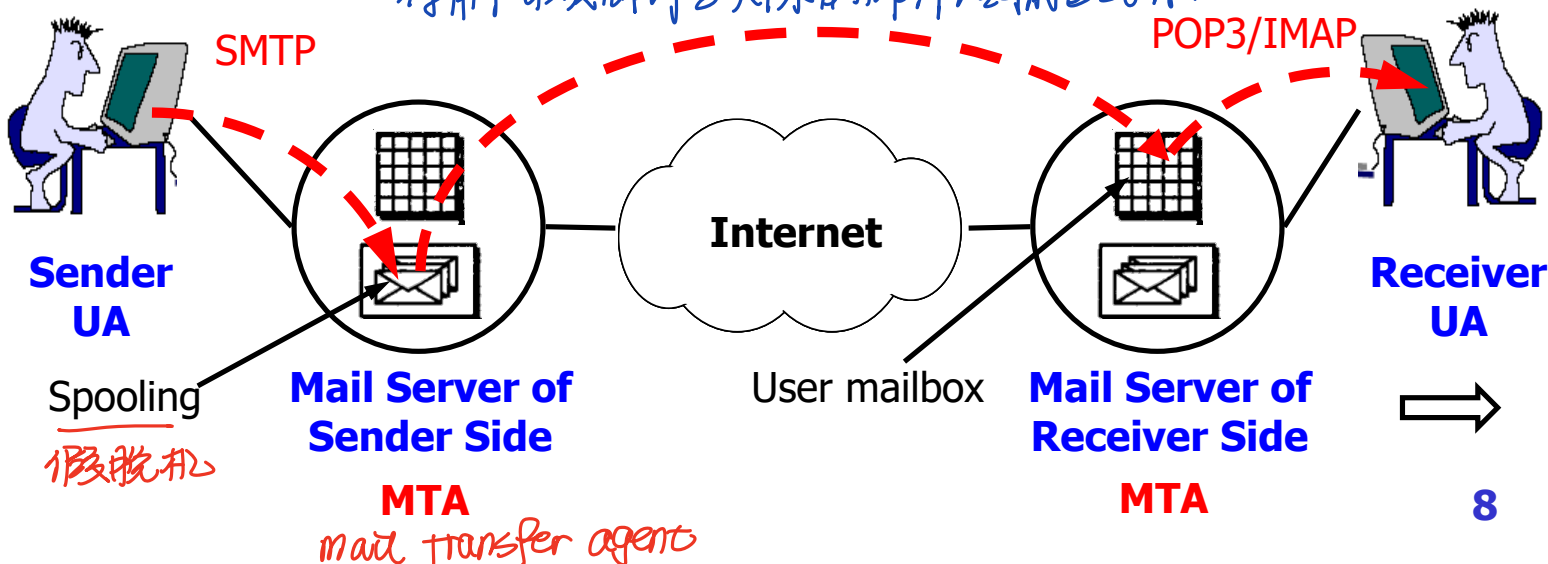 SMTP
POP3/IMAP
Internet
Sender
UA
Receiver
UA
Spooling
假脱机
Mail Server of
Sender Side
User mailbox
Mail Server of
Receiver Side
MTA
MTA
8
mail transfer agent